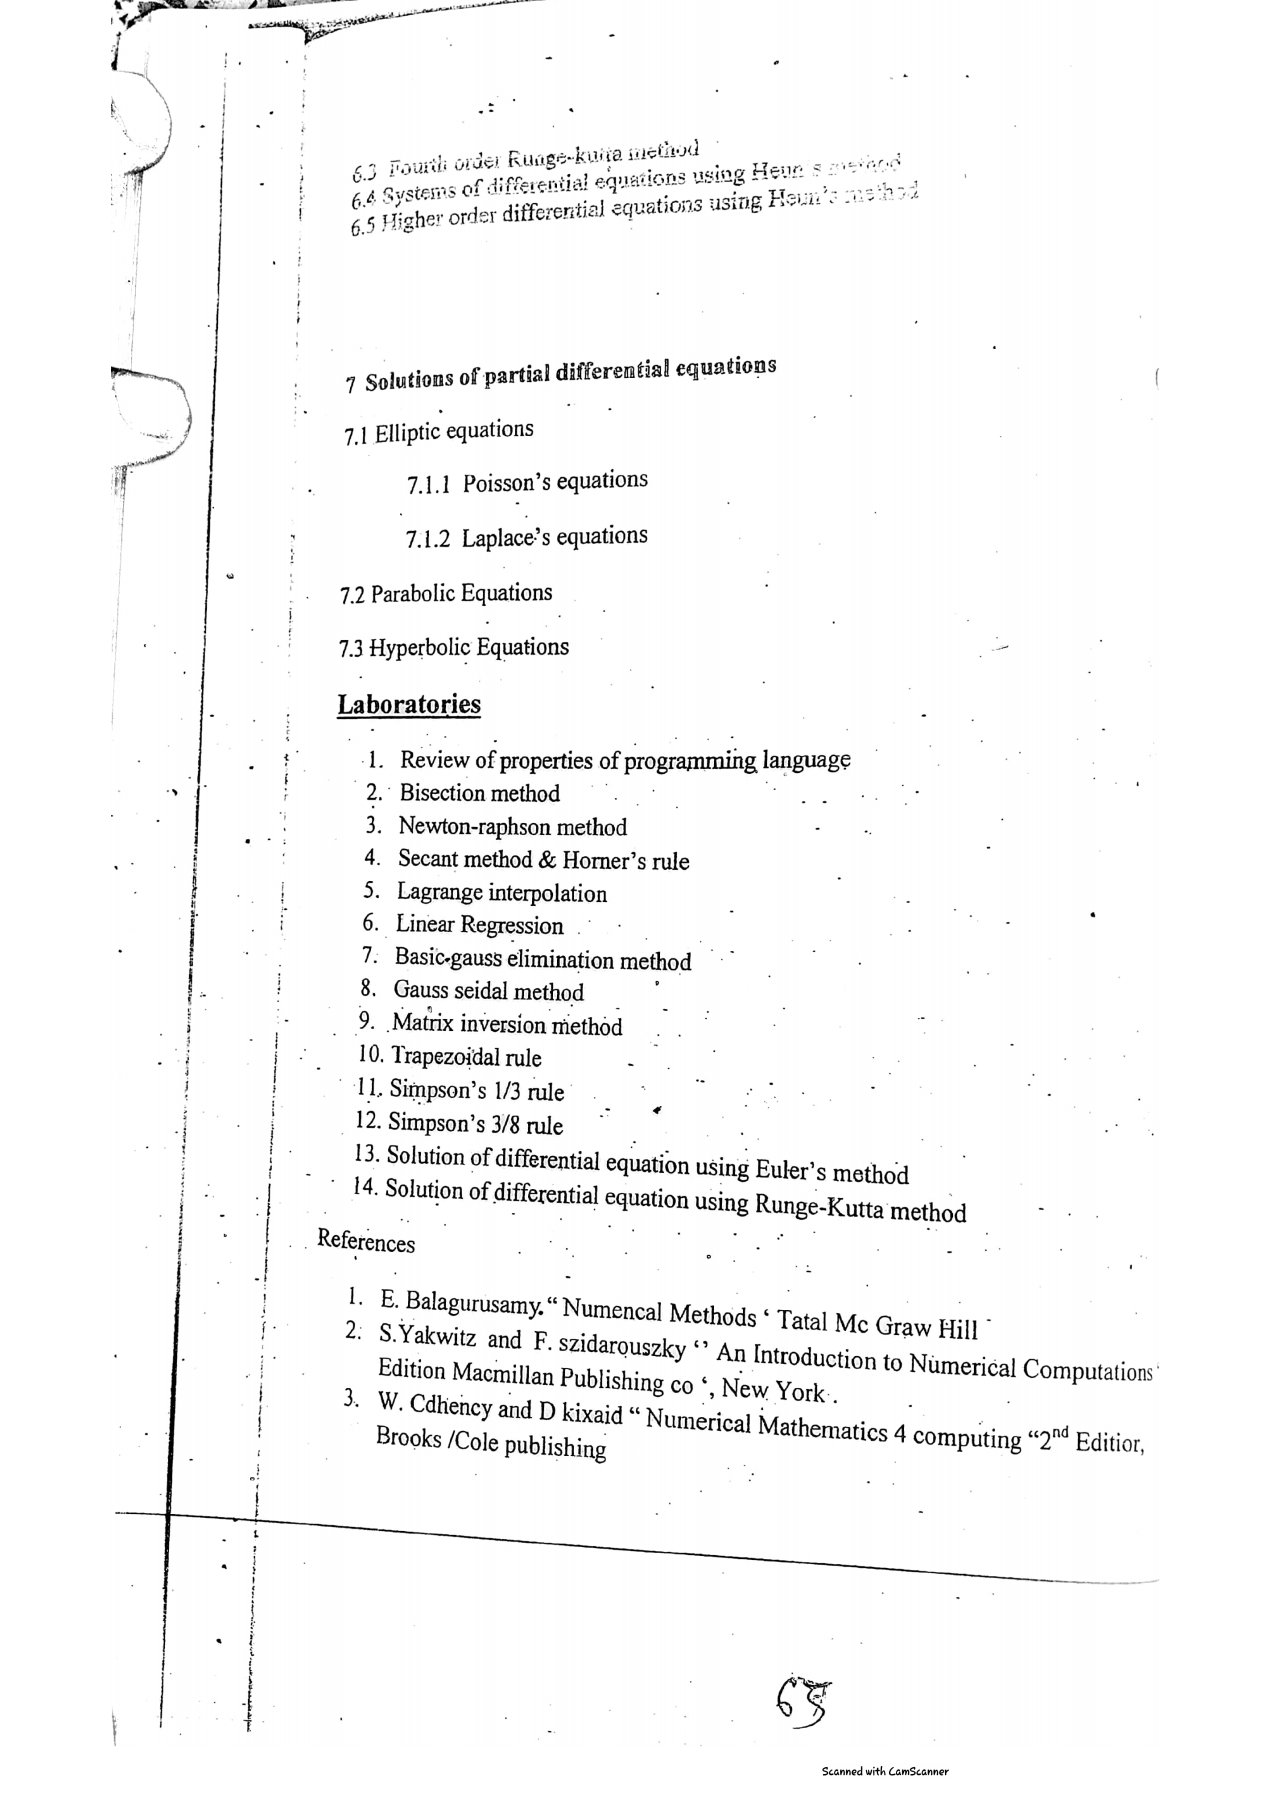 6.3 Fourth order Runge-kutta method
6.4 Systems of differential equations using Heun's method
6.5 Higher order differential equations using Heun's method
7 Solutions of partial differential equations
7.1 Elliptic equations
7.1.1 Poisson's equations
7.1.2 Laplace's equations
7.2 Parabolic Equations
7.3 Hyperbolic Equations
Laboratories
1. Review of properties of programming language
2. Bisection method
3. Newton-raphson method
4. Secant method & Horner's rule
5. Lagrange interpolation
6. Linear Regression
7. Basic-gauss elimination method
8. Gauss seidal method
9. Matrix inversion method
10. Trapezoidal rule
11. Simpson's 1/3 rule
12. Simpson's 3/8 rule
13. Solution of differential equation using Euler's method
14. Solution of differential equation using Runge-Kutta method
References
1. E. Balagurusamy. “ Numencal Methods ‘ Tatal Mc Graw Hill
2. S.Yakwitz and F. szidarouszky ‘’ An Introduction to Numerical Computations
Edition Macmillan Publishing co ‘, New York .
3. W. Cdhency and D kixaid “ Numerical Mathematics 4 computing “2nd Editior,
Brooks /Cole publishing
Scanned with CamScanner